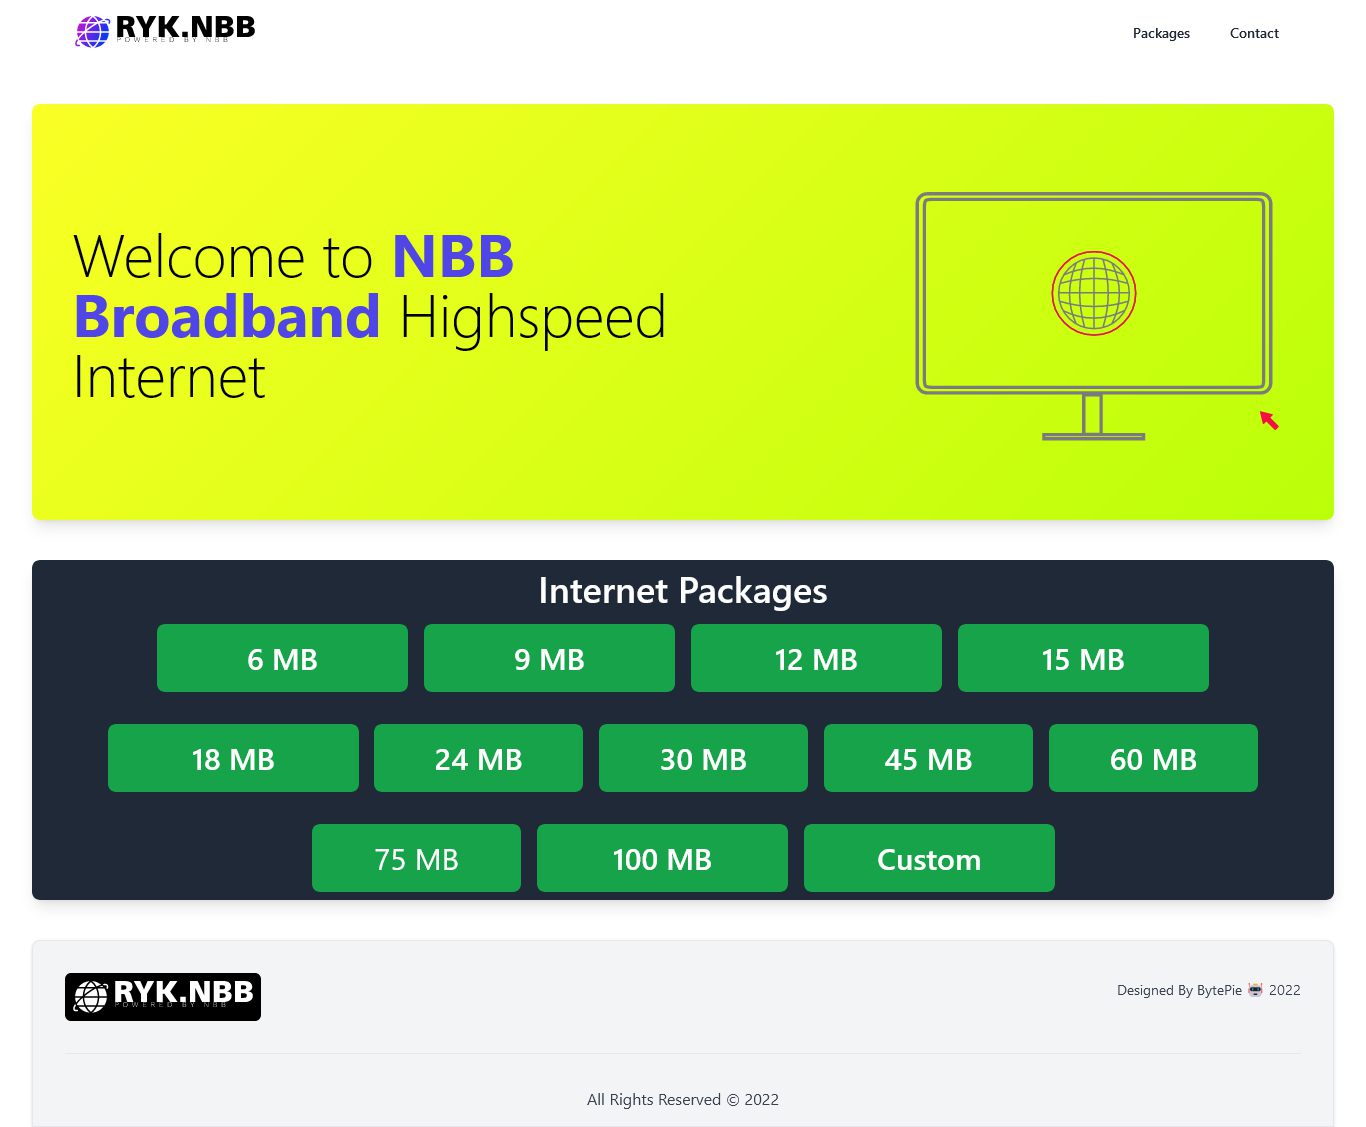 RYK.NBB
POWERED BY NBB
Packages
Contact
Welcome to NBB
Broadband Highspeed
Internet
Internet Packages
6 MB
9 MB
12 MB
15 MB
18 MB
24 MB
30 MB
45 MB
60 MB
75 MB
100 MB
Custom
RYK.NBB
POWERED BY NBB
Designed By BytePie 2022
All Rights Reserved © 2022